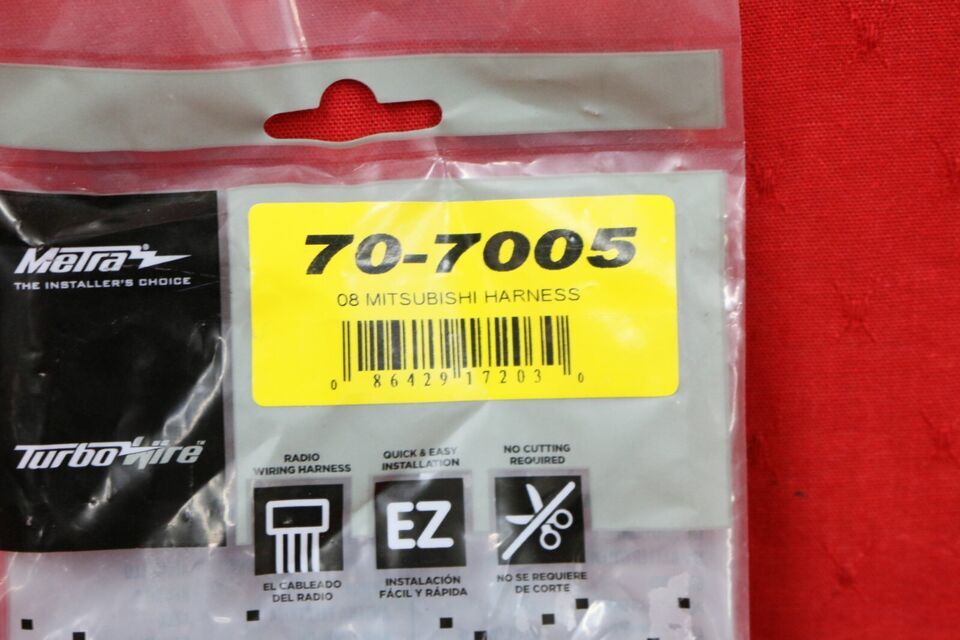 Metra®
THE INSTALLER'S CHOICE
TurboWire™
70-7005
08 MITSUBISHI HARNESS
0 86429 17203 0
RADIO
WIRING HARNESS
EL CABLEADO
DEL RADIO
QUICK & EASY
INSTALLATION
EZ
INSTALACIÓN
FÁCIL Y RÁPIDA
NO CUTTING
REQUIRED
NO SE REQUIERE
DE CORTE